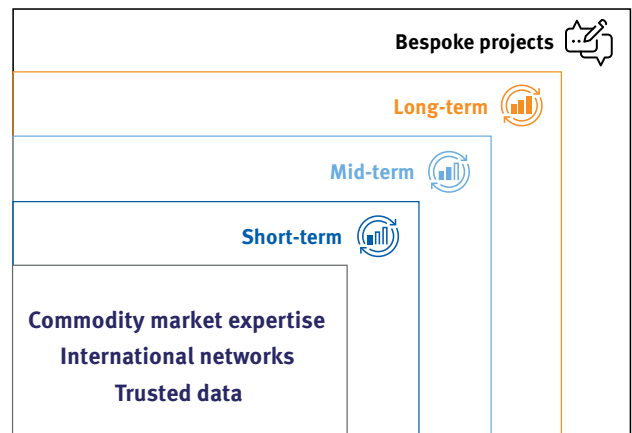 Bespoke projects
Long-term
Mid-term
Short-term
Commodity market expertise
International networks
Trusted data